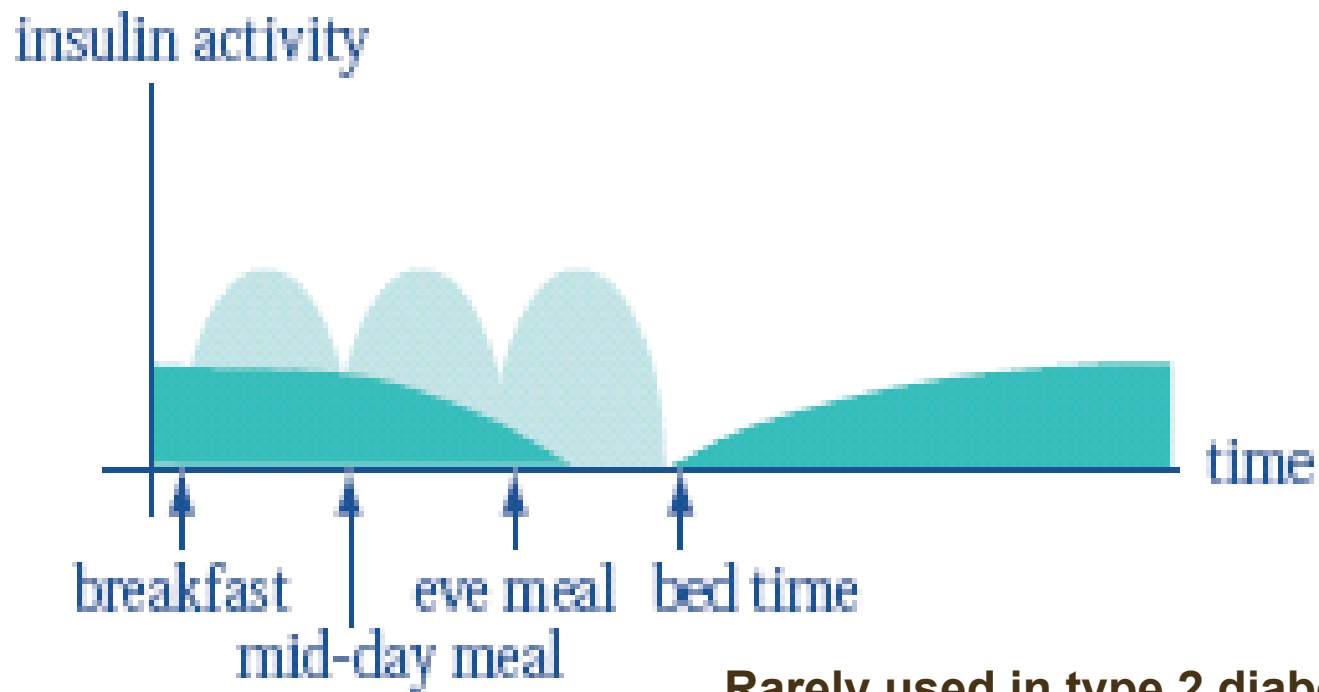 insulin activity
time
breakfast
eve meal
bed time
mid-day meal
Rarely used in type 2